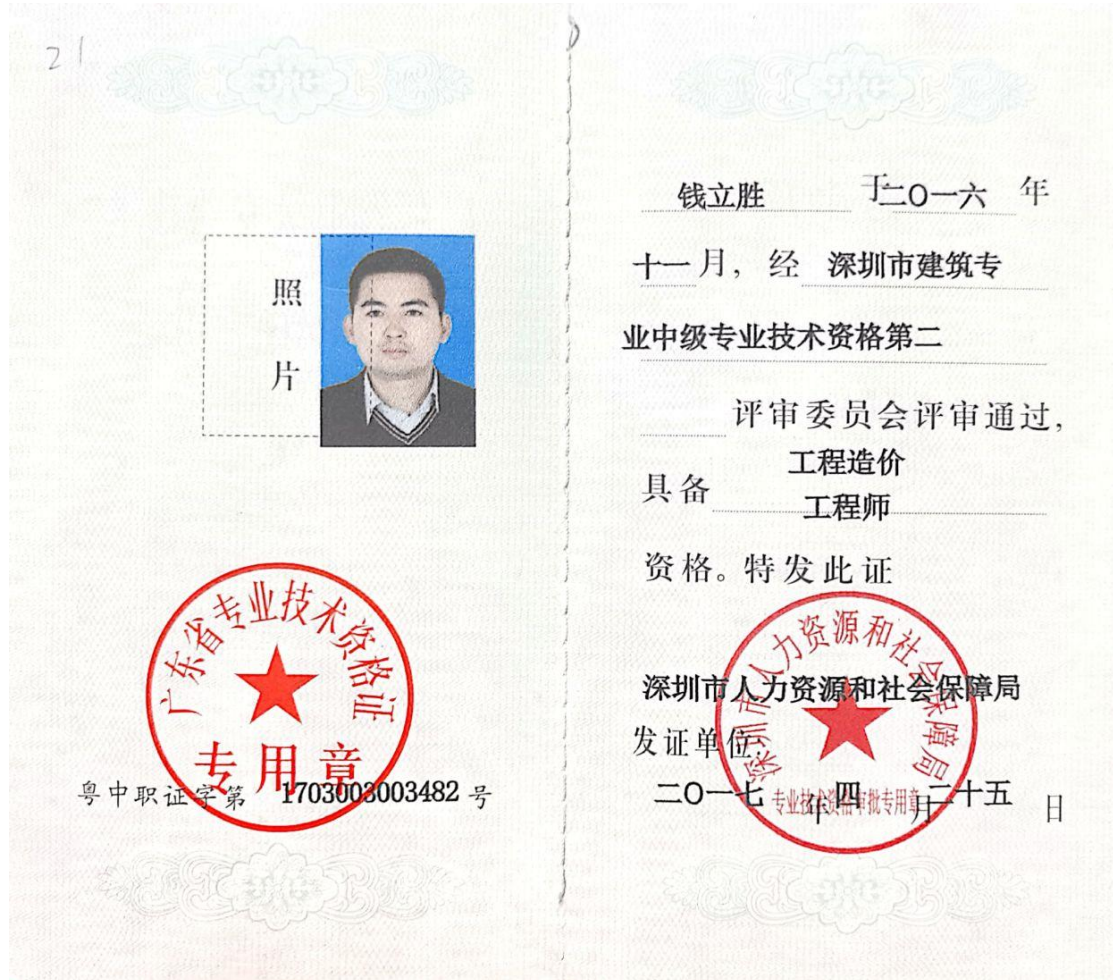 21
照
片
广东省专业技术资格证
专用章
粤中职证字第 1703003003482 号
钱立胜 于二O一六 年
十一月，经 深圳市建筑专
业中级专业技术资格第二
评审委员会评审通过，
具备 工程造价
工程师
资格。特发此证
深圳市人力资源和社会保障局
深圳市人力资源和社会保障局
发证单位：
二O一七年四月二十五日
专业技术资格审批专用章